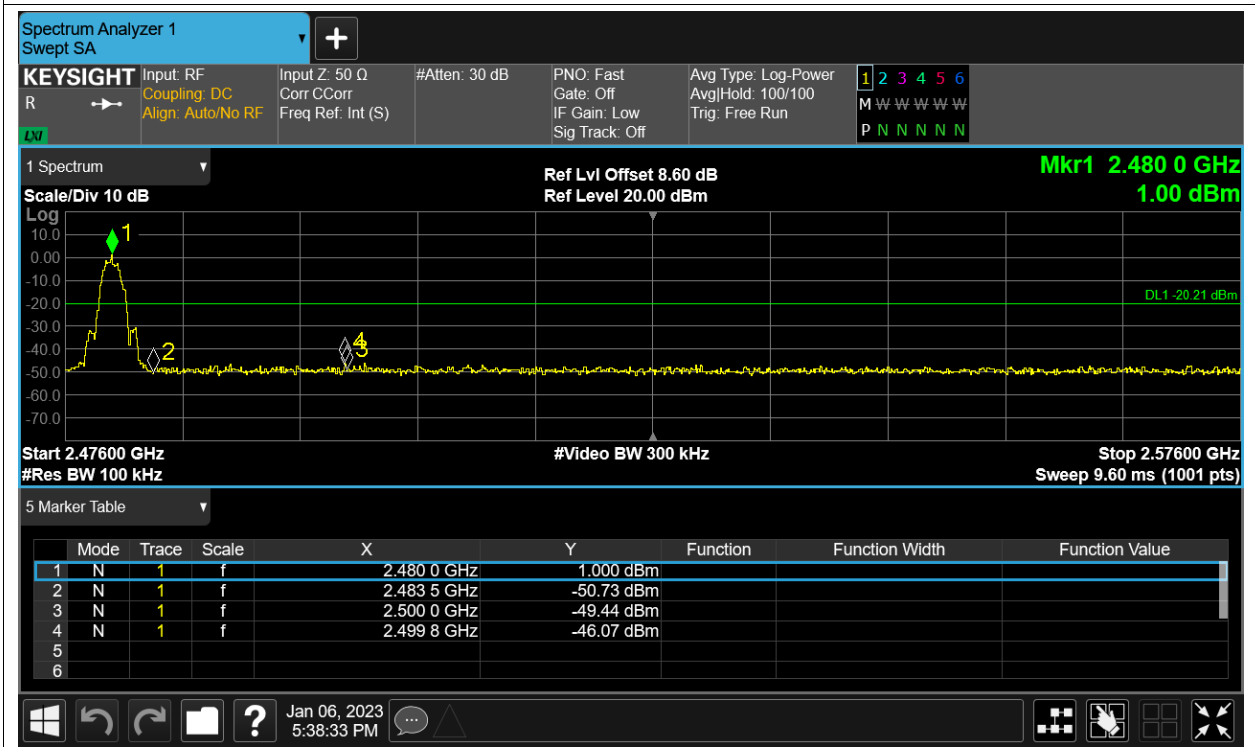 Spectrum Analyzer 1
Swept SA
KEYSIGHT Input: RF Input Z: 50 Ω #Atten: 30 dB PNO: Fast Avg Type: Log-Power 1 2 3 4 5 6
R Coupling: DC Corr CCorr Gate: Off Avg|Hold: 100/100 M W W W W W
Align: Auto/No RF Freq Ref: Int (S) IF Gain: Low Trig: Free Run
LXI Sig Track: Off P N N N N N
1 Spectrum Ref Lvl Offset 8.60 dB Mkr1 2.480 0 GHz
Scale/Div 10 dB Ref Level 20.00 dBm 1.00 dBm
Log
10.0 1
0.00
-10.0
-20.0 DL1 -20.21 dBm
-30.0
-40.0 2 4 3
-50.0
-60.0
-70.0
Start 2.47600 GHz #Video BW 300 kHz Stop 2.57600 GHz
#Res BW 100 kHz Sweep 9.60 ms (1001 pts)
5 Marker Table
Mode Trace Scale X Y Function Function Width Function Value
1 N 1 f 2.480 0 GHz 1.000 dBm
2 N 1 f 2.483 5 GHz -50.73 dBm
3 N 1 f 2.500 0 GHz -49.44 dBm
4 N 1 f 2.499 8 GHz -46.07 dBm
5
6
? Jan 06, 2023
5:38:33 PM